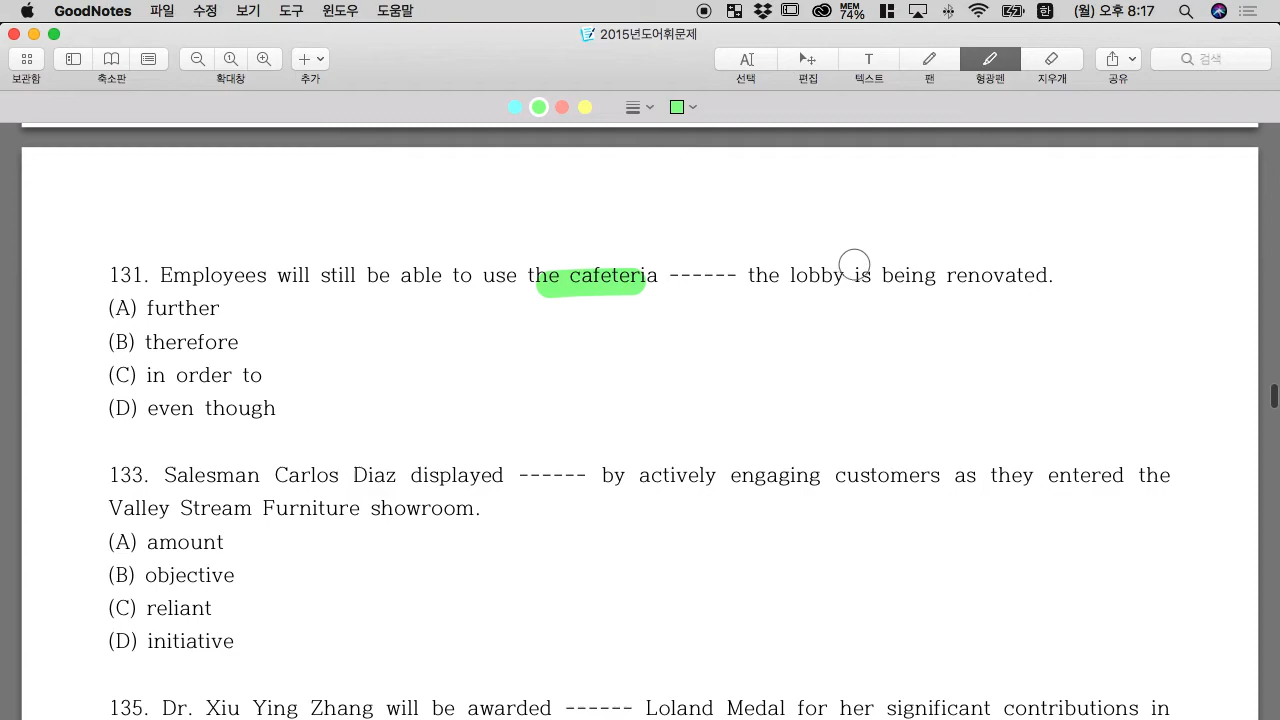 GoodNotes 파일 수정 보기 도구 윈도우 도움말 MEM 74% 한 (월) 오후 8:17
2015년도어휘문제
보관함 축소판 확대창 추가 선택 편집 텍스트 펜 형광펜 지우개 공유 검색
131. Employees will still be able to use the cafeteria ------ the lobby is being renovated.
(A) further
(B) therefore
(C) in order to
(D) even though
133. Salesman Carlos Diaz displayed ------ by actively engaging customers as they entered the
Valley Stream Furniture showroom.
(A) amount
(B) objective
(C) reliant
(D) initiative
135. Dr. Xiu Ying Zhang will be awarded ------ Loland Medal for her significant contributions in